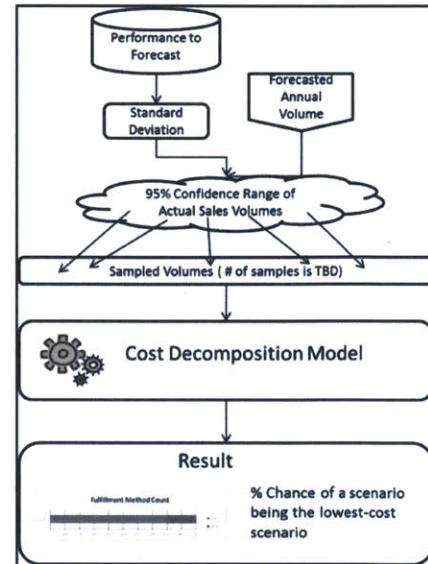 Performance to
Forecast
Forecasted
Annual
Volume
Standard
Deviation
95% Confidence Range of
Actual Sales Volumes
Sampled Volumes ( # of samples is TBD)
Cost Decomposition Model
Result
Fulfillment Method Count
% Chance of a scenario
being the lowest-cost
scenario